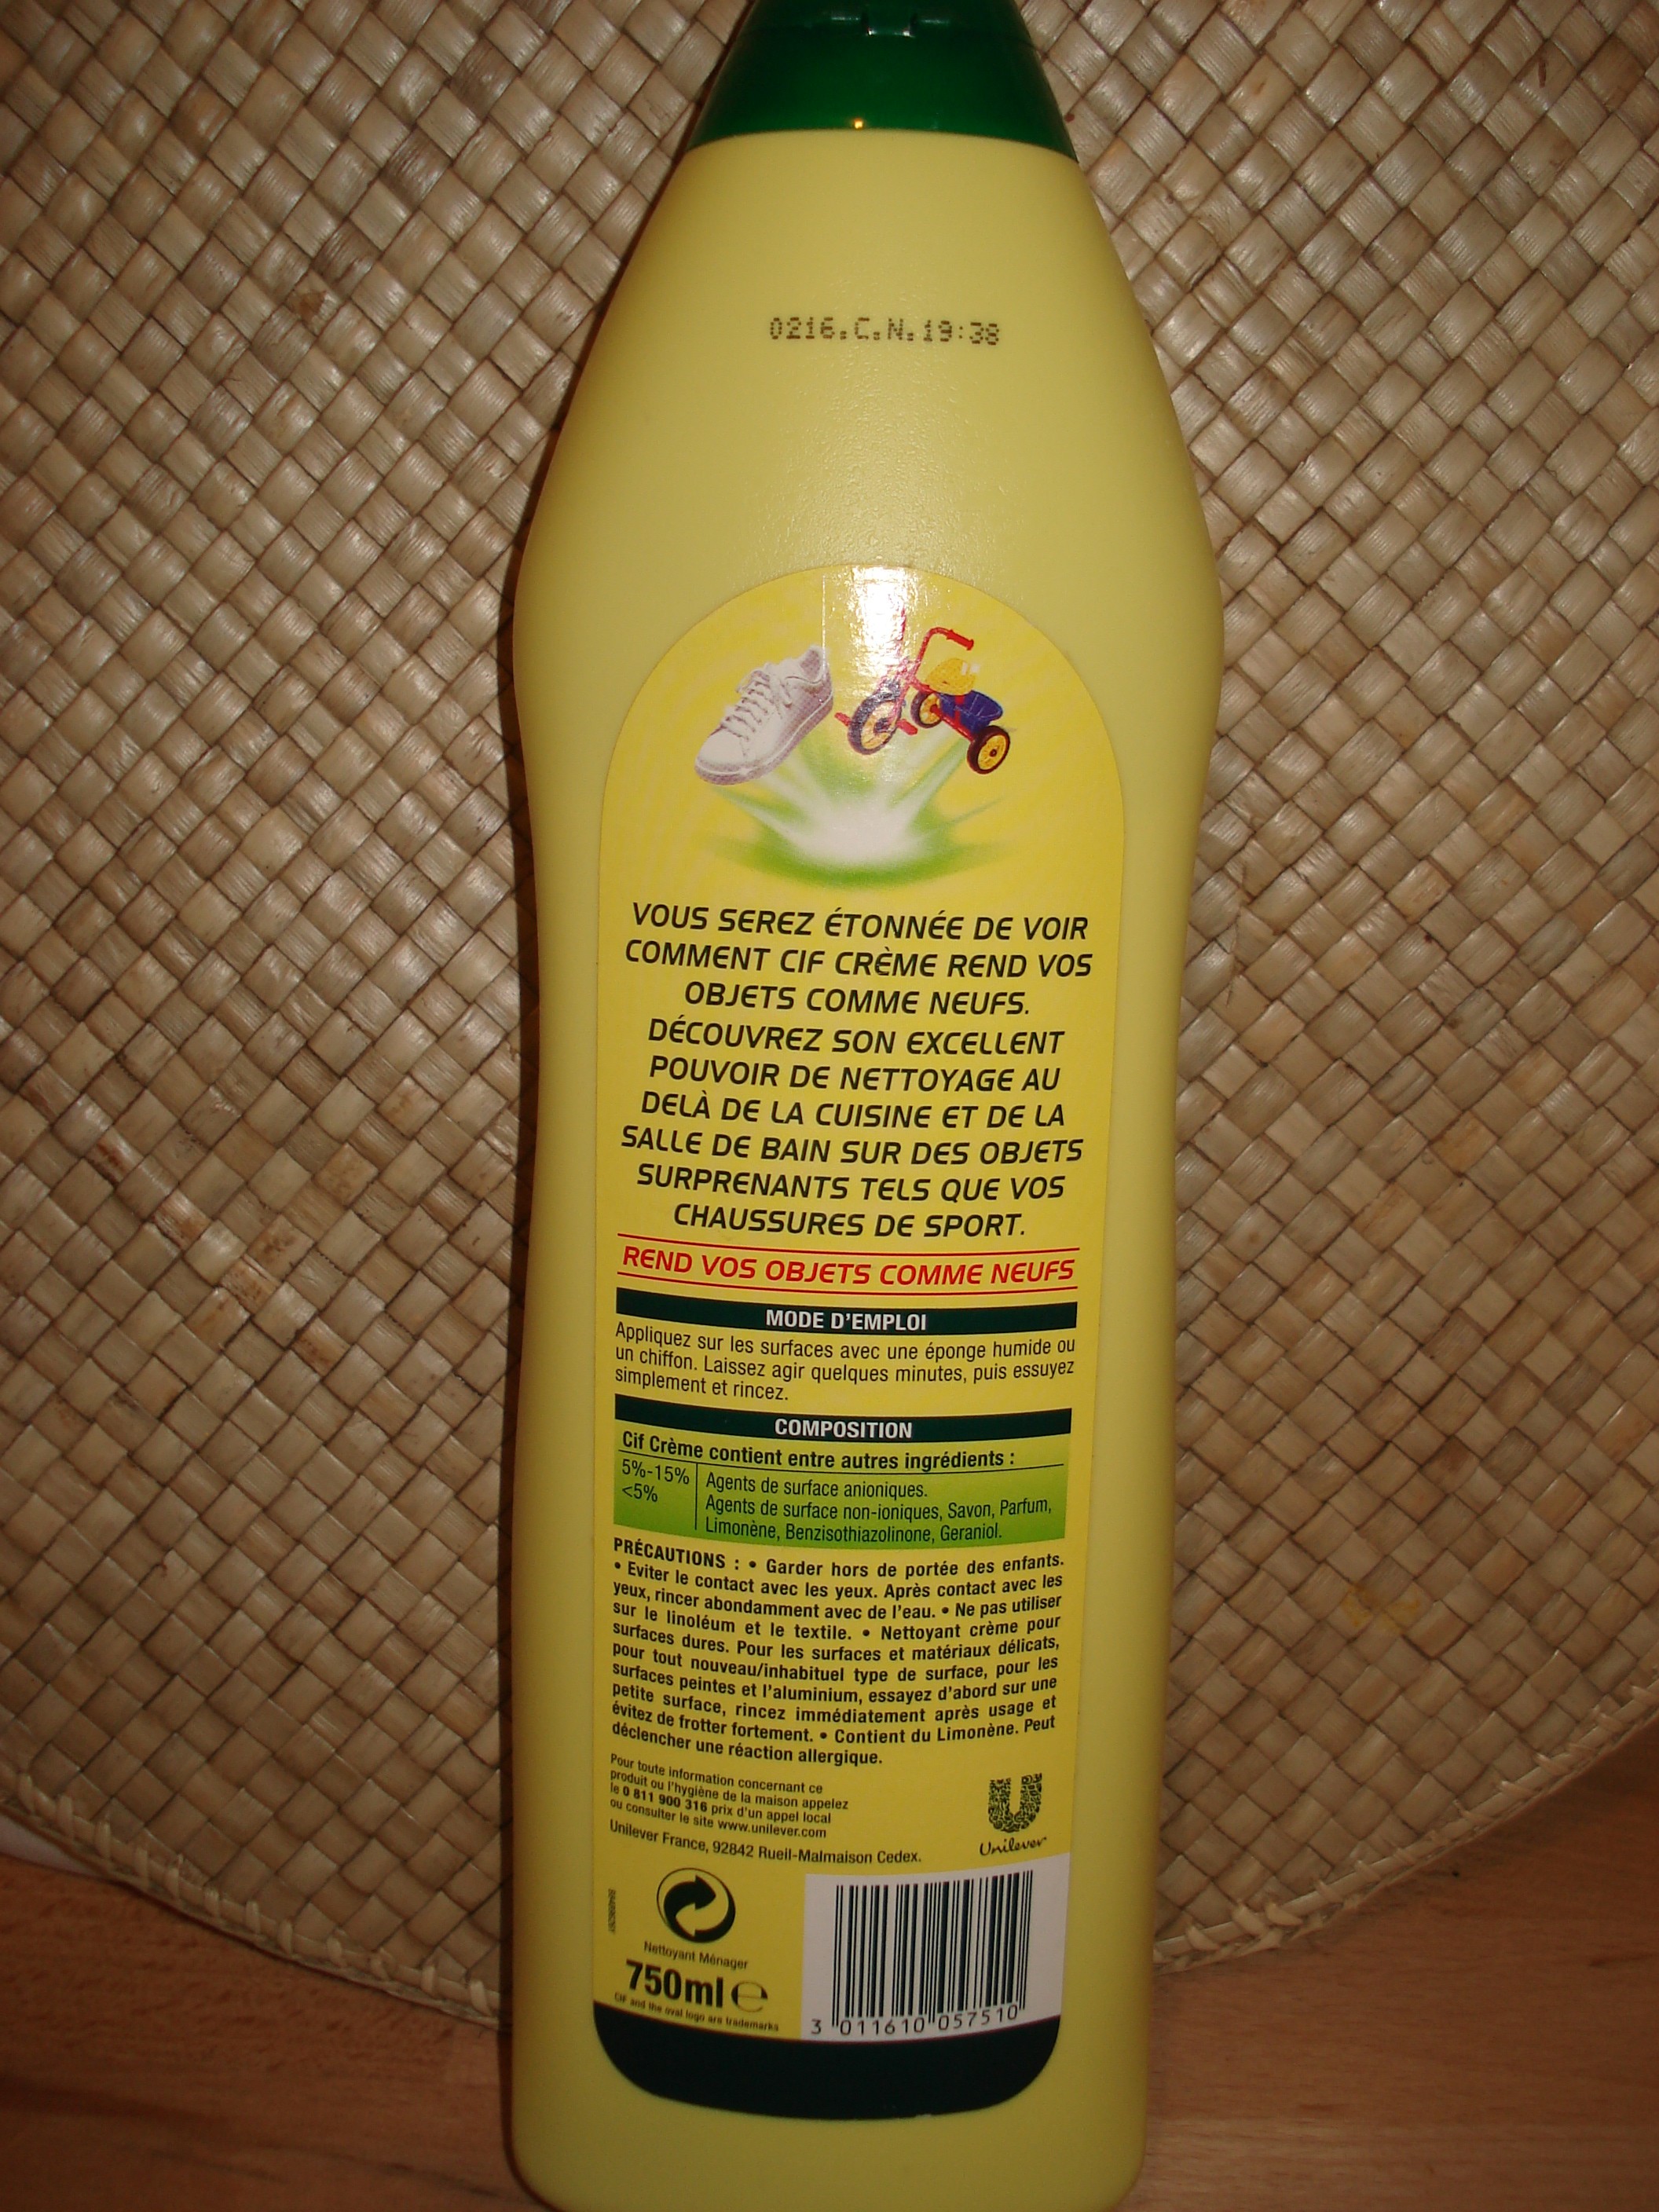 0216.C.N.19:38
VOUS SEREZ ÉTONNÉE DE VOIR
COMMENT CIF CRÈME REND VOS
OBJETS COMME NEUFS.
DÉCOUVREZ SON EXCELLENT
POUVOIR DE NETTOYAGE AU
DELÀ DE LA CUISINE ET DE LA
SALLE DE BAIN SUR DES OBJETS
SURPRENANTS TELS QUE VOS
CHAUSSURES DE SPORT.
REND VOS OBJETS COMME NEUFS
MODE D'EMPLOI
Appliquez sur les surfaces avec une éponge humide ou
un chiffon. Laissez agir quelques minutes, puis essuyez
simplement et rincez.
COMPOSITION
Cif Crème contient entre autres ingrédients :
5%-15% Agents de surface anioniques.
<5% Agents de surface non-ioniques, Savon, Parfum,
Limonène, Benzisothiazolinone, Geraniol.
PRÉCAUTIONS : • Garder hors de portée des enfants.
• Eviter le contact avec les yeux. Après contact avec les
yeux, rincer abondamment avec de l'eau. • Ne pas utiliser
sur le linoléum et le textile. • Nettoyant crème pour
surfaces dures. Pour les surfaces et matériaux délicats,
pour tout nouveau/inhabituel type de surface, pour les
surfaces peintes et l'aluminium, essayez d'abord sur une
petite surface, rincez immédiatement après usage et
évitez de frotter fortement. • Contient du Limonène. Peut
déclencher une réaction allergique.
Pour toute information concernant ce
produit ou l'hygiène de la maison appelez
le 0 811 900 316 prix d'un appel local
ou consulter le site www.unilever.com
Unilever France, 92842 Rueil-Malmaison Cedex.
Unilever
Nettoyant Ménager
750ml e
CIF and the oval logo are trademarks
3 011610 057510